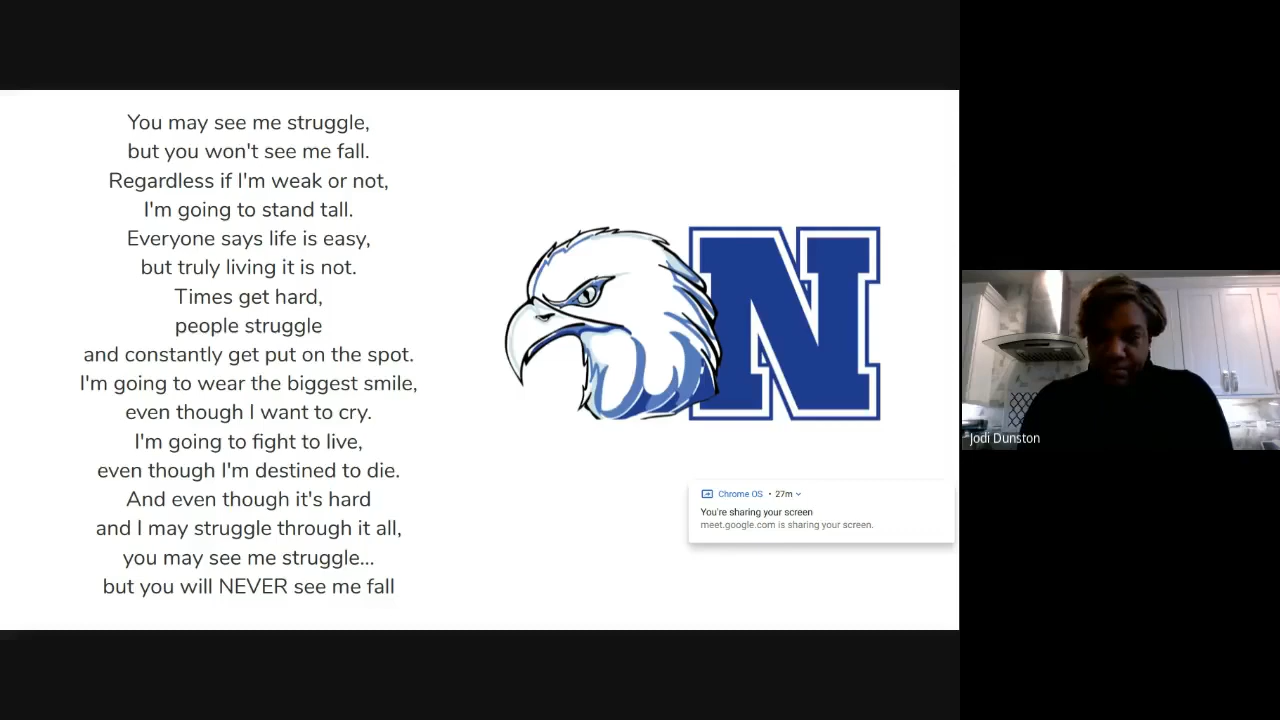 You may see me struggle,
but you won't see me fall.
Regardless if I'm weak or not,
I'm going to stand tall.
Everyone says life is easy,
but truly living it is not.
Times get hard,
people struggle
and constantly get put on the spot.
I'm going to wear the biggest smile,
even though I want to cry.
I'm going to fight to live,
even though I'm destined to die.
And even though it's hard
and I may struggle through it all,
you may see me struggle...
but you will NEVER see me fall
N
Chrome OS • 27m
You're sharing your screen
meet.google.com is sharing your screen.
Jodi Dunston